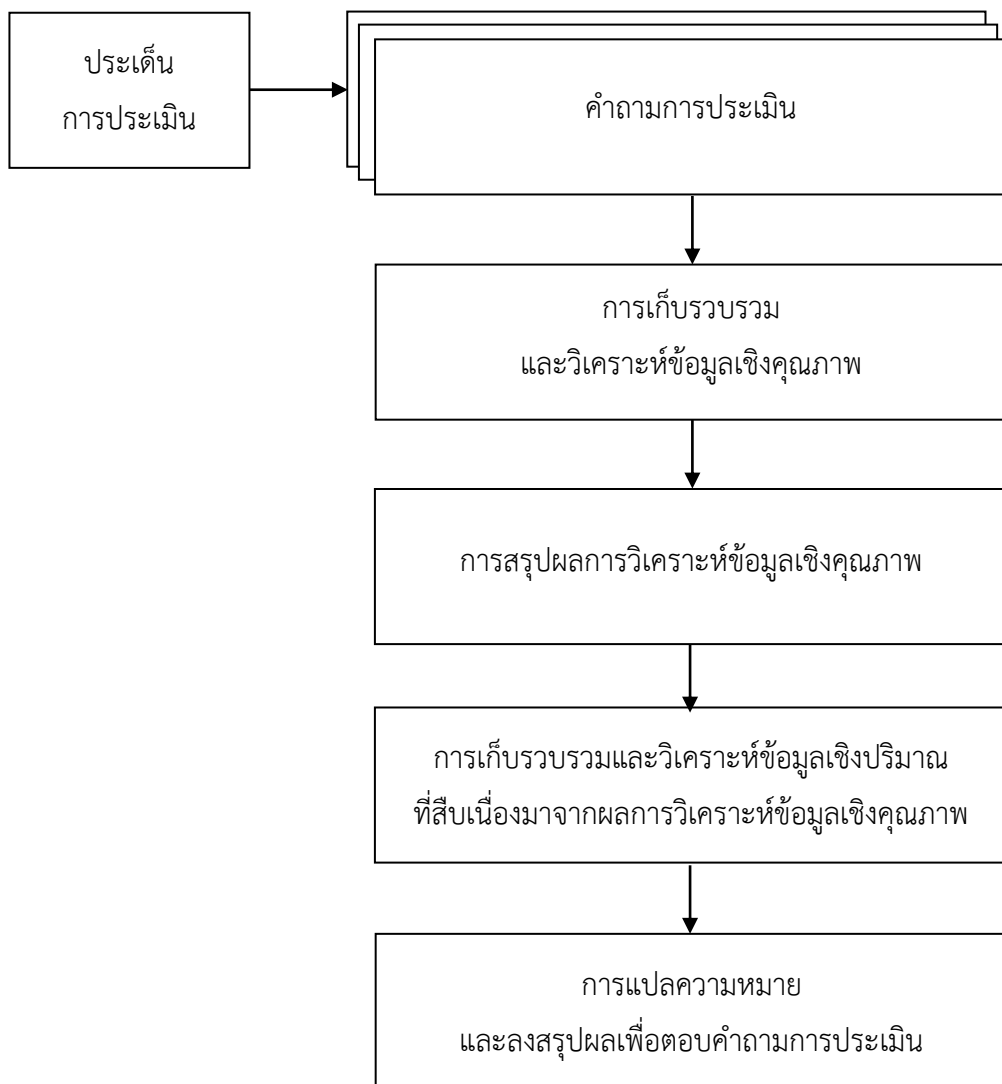 ประเด็น
การประเมิน
คำถามการประเมิน
การเก็บรวบรวม
และวิเคราะห์ข้อมูลเชิงคุณภาพ
การสรุปผลการวิเคราะห์ข้อมูลเชิงคุณภาพ
การเก็บรวบรวมและวิเคราะห์ข้อมูลเชิงปริมาณ
ที่สืบเนื่องมาจากผลการวิเคราะห์ข้อมูลเชิงคุณภาพ
การแปลความหมาย
และลงสรุปผลเพื่อตอบคำถามการประเมิน